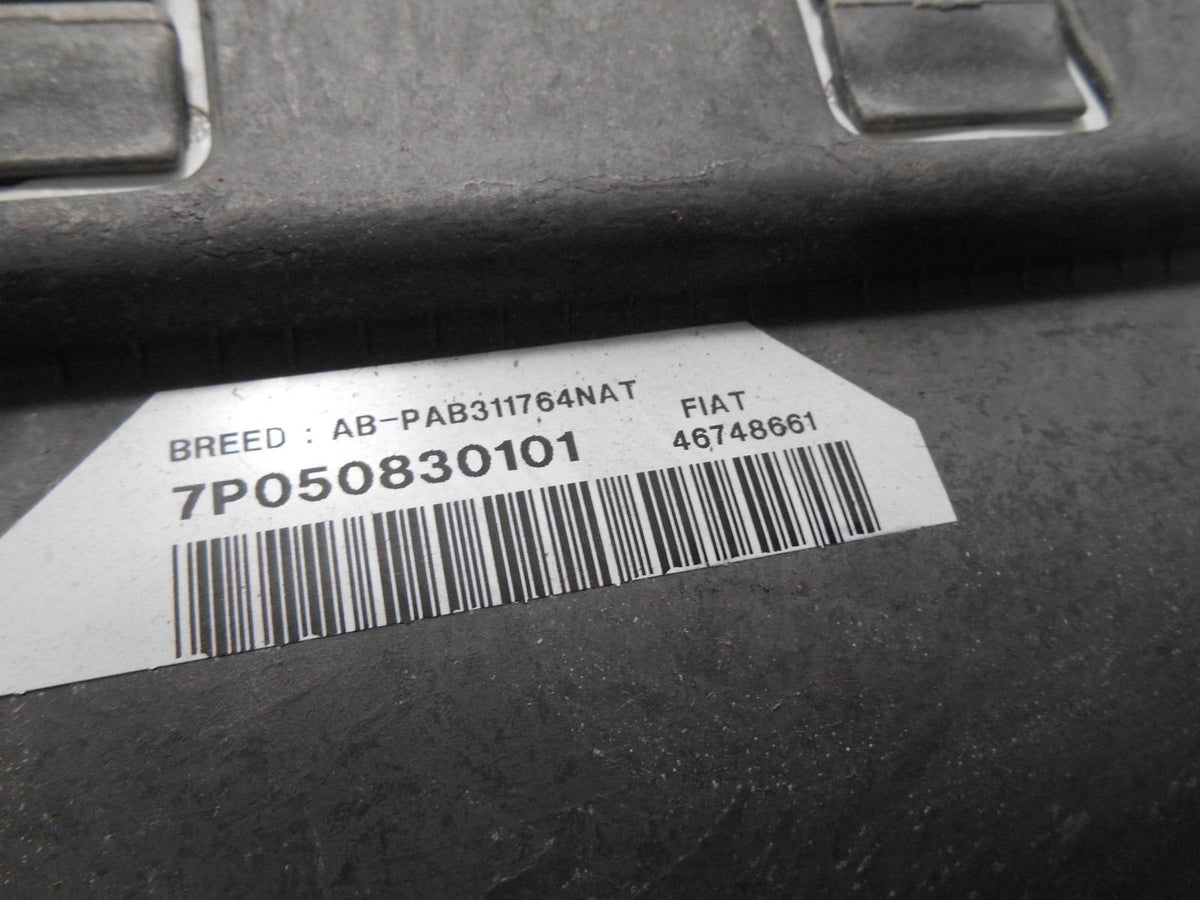 BREED : AB-PAB311764NAT
7P050830101
FIAT
46748661